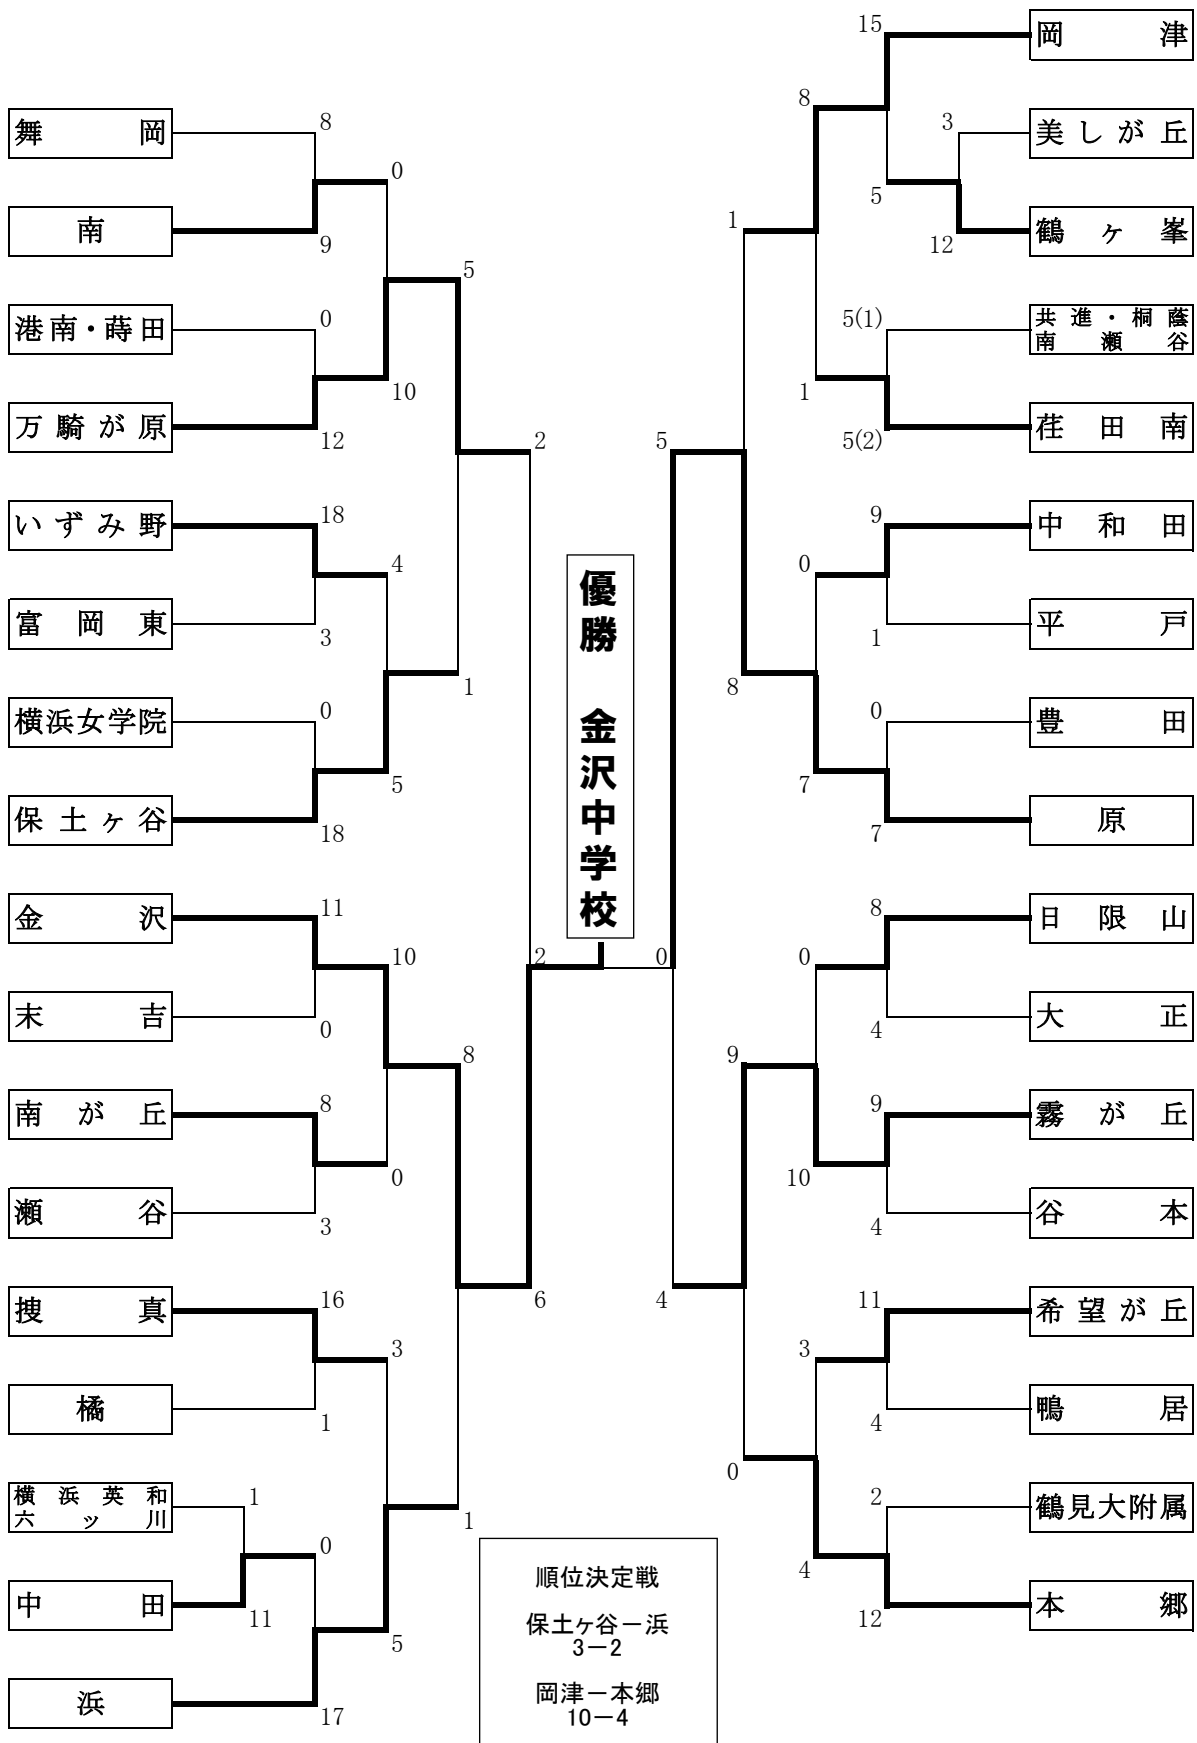 舞岡
8
0
南
9
5
港南・蒔田
0
10
万騎が原
12
2
いずみ野
18
4
富岡東
3
1
横浜女学院
0
5
保土ヶ谷
18
金沢
11
10
末吉
0
8
南が丘
8
0
瀬谷
3
6
捜真
16
3
橘
1
1
横浜英和
六ッ川
1
0
中田
11
5
浜
17
優勝 金沢中学校
2
0
15
岡津
8
3
美しが丘
5
1
12
鶴ヶ峯
5(1)
共進・桐蔭
南瀬谷
1
5(2)
荏田南
5
9
中和田
0
1
平戸
8
0
豊田
7
7
原
8
日限山
0
4
大正
9
9
霧が丘
10
4
谷本
4
11
希望が丘
3
4
鴨居
0
2
鶴見大附属
4
12
本郷
順位決定戦
保土ヶ谷－浜
3－2
岡津－本郷
10－4